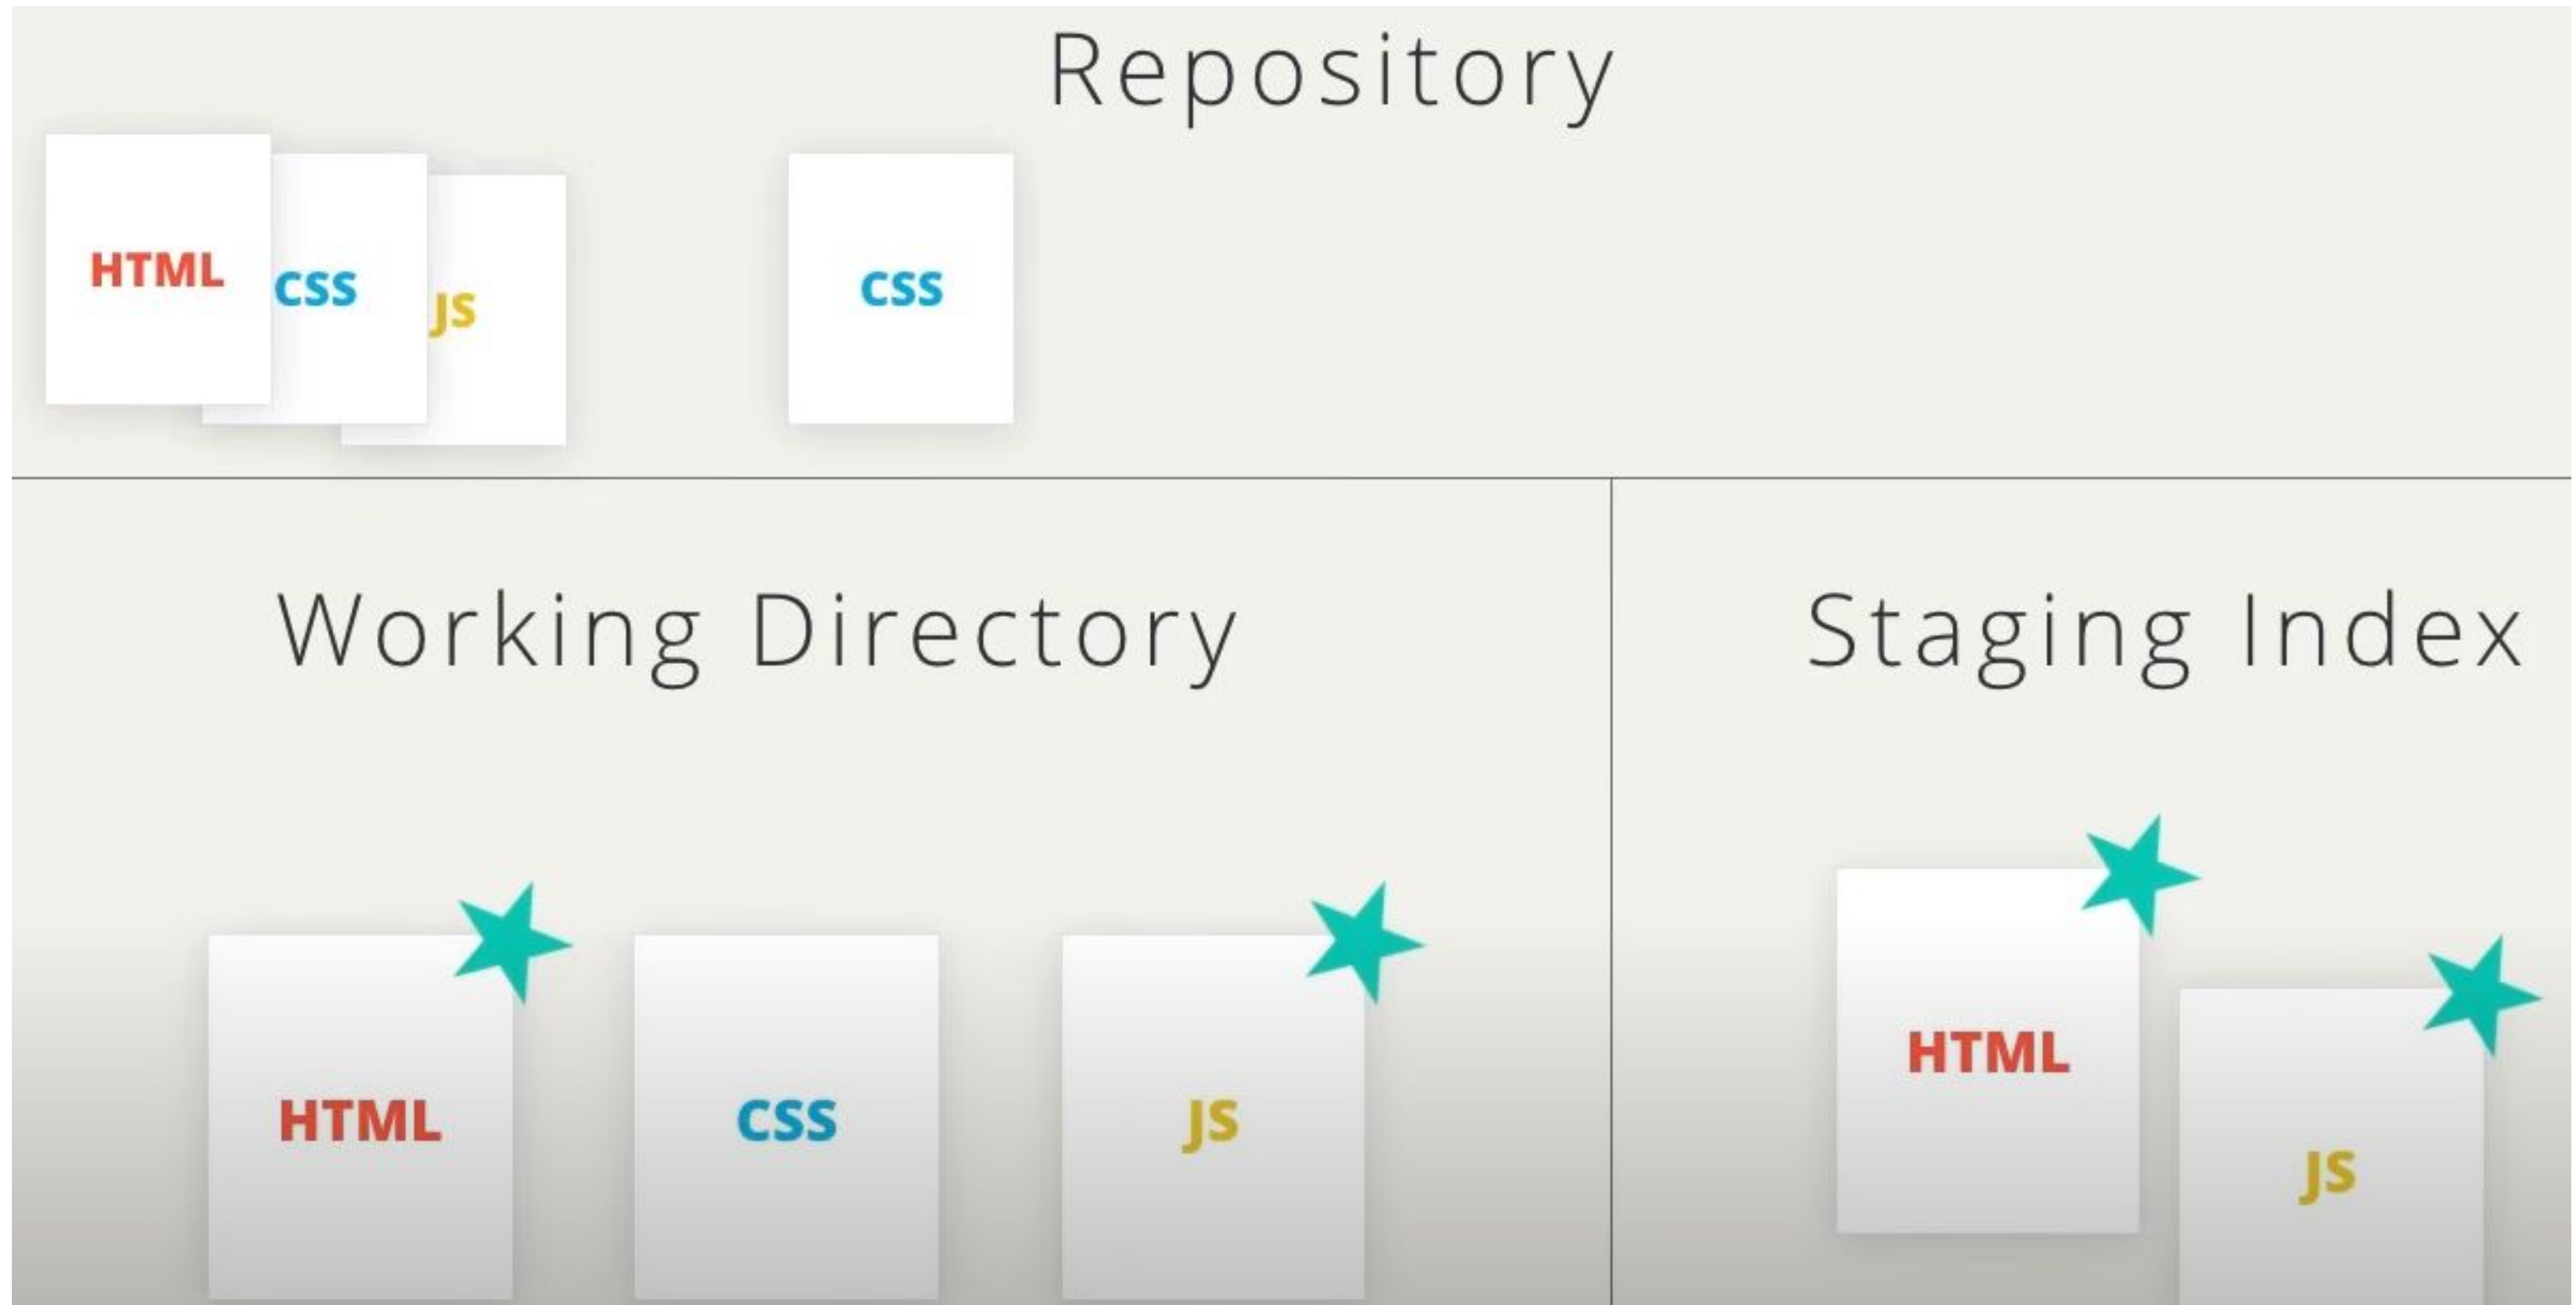 Repository
HTML CSS JS CSS
Working Directory Staging Index
HTML CSS JS HTML JS